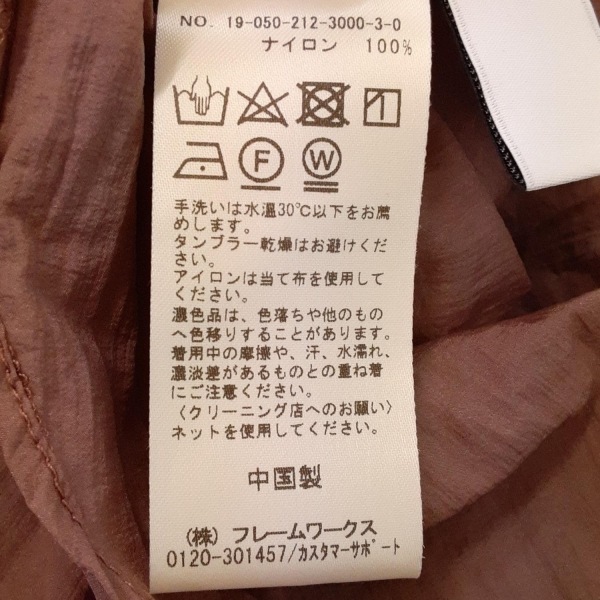 NO. 19-050-212-3000-3-0
ナイロン 100%
F W
手洗いは水温30℃以下をお薦
めします。
タンブラー乾燥はお避けくだ
さい。
アイロンは当て布を使用して
ください。
濃色品は、色落ちや他のもの
へ色移りすることがあります。
着用中の摩擦や、汗、水濡れ、
濃淡差があるものとの重ね着
にご注意ください。
〈クリーニング店へのお願い〉
ネットを使用してください。
中国製
(株) フレームワークス
0120-301457/カスタマーサポート